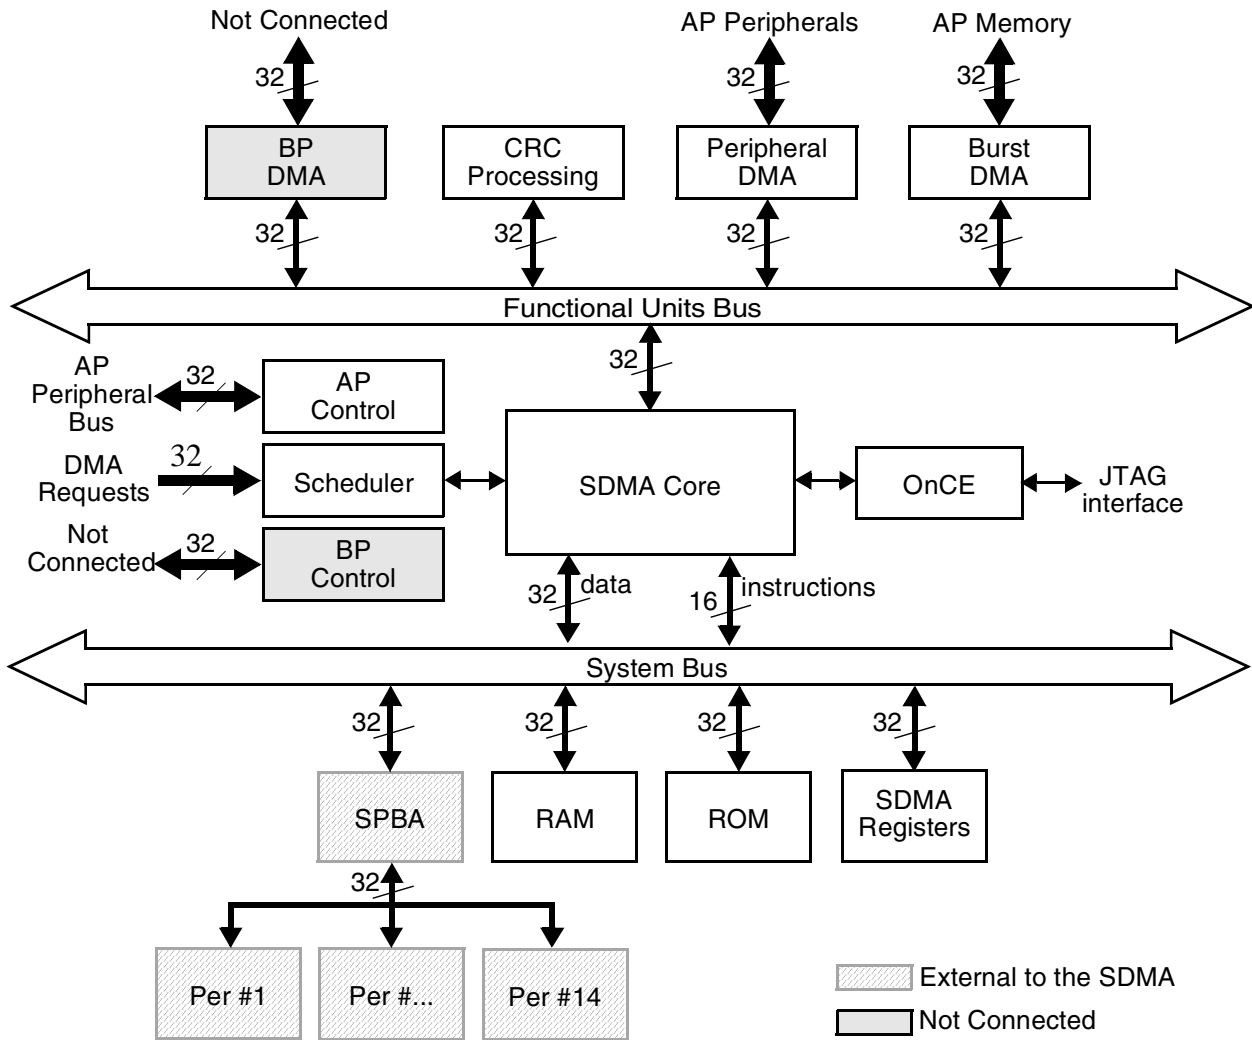 Not Connected
AP Peripherals
AP Memory
32
32
32
BP
DMA
CRC
Processing
Peripheral
DMA
Burst
DMA
32
32
32
32
Functional Units Bus
32
AP
Peripheral
Bus
32
AP
Control
DMA
Requests
32
Scheduler
SDMA Core
OnCE
JTAG
interface
Not
Connected
32
BP
Control
32
data
16
instructions
System Bus
32
32
32
32
SPBA
RAM
ROM
SDMA
Registers
32
Per #1
Per #...
Per #14
External to the SDMA
Not Connected